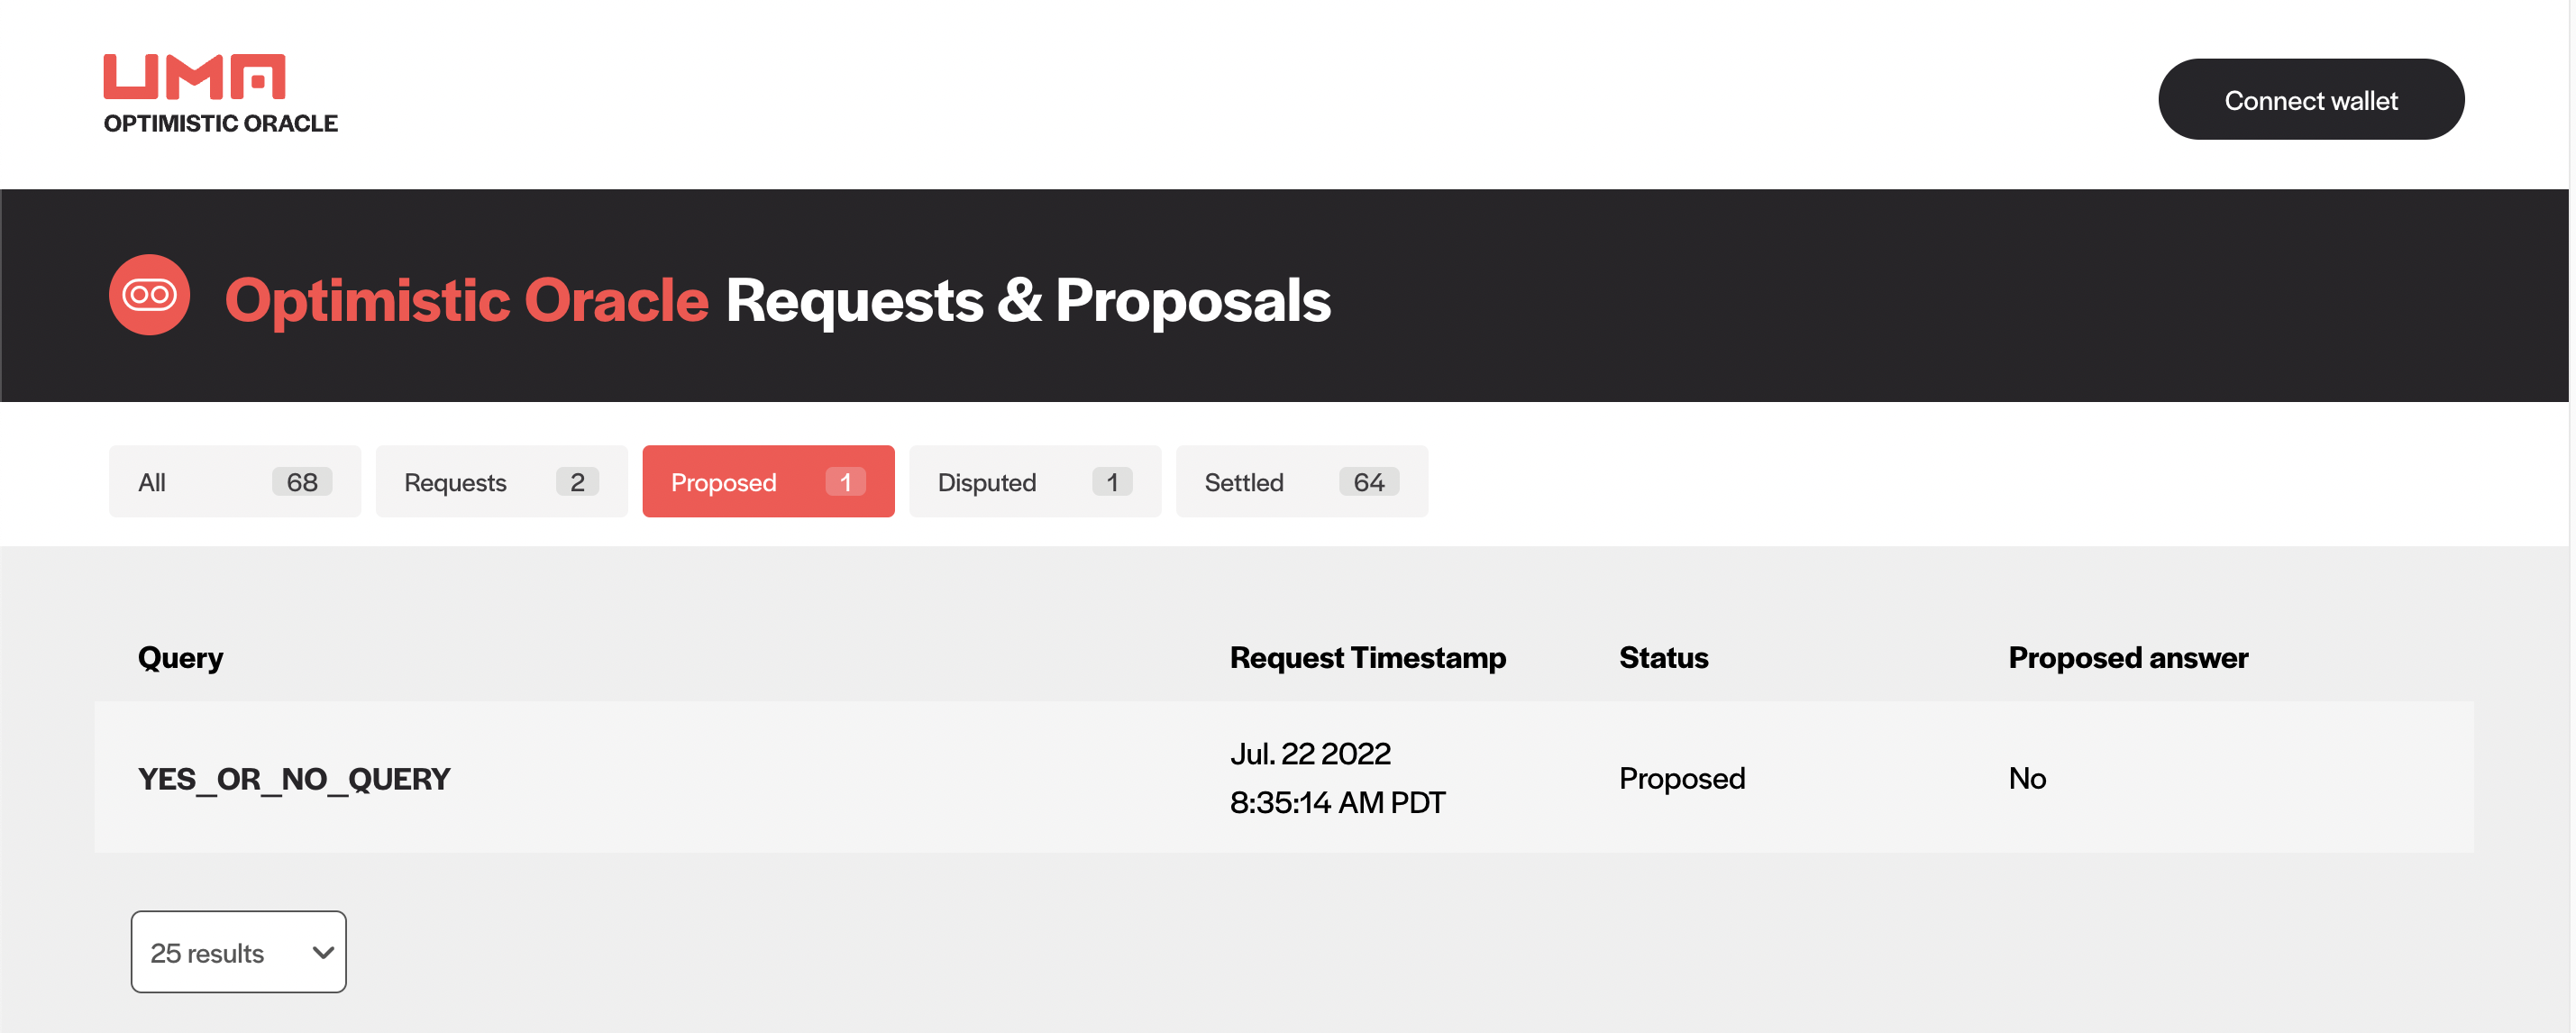 UMA
OPTIMISTIC ORACLE
Connect wallet
Optimistic Oracle Requests & Proposals
All 68 Requests 2 Proposed 1 Disputed 1 Settled 64
Query Request Timestamp Status Proposed answer
YES_OR_NO_QUERY Jul. 22 2022 8:35:14 AM PDT Proposed No
25 results